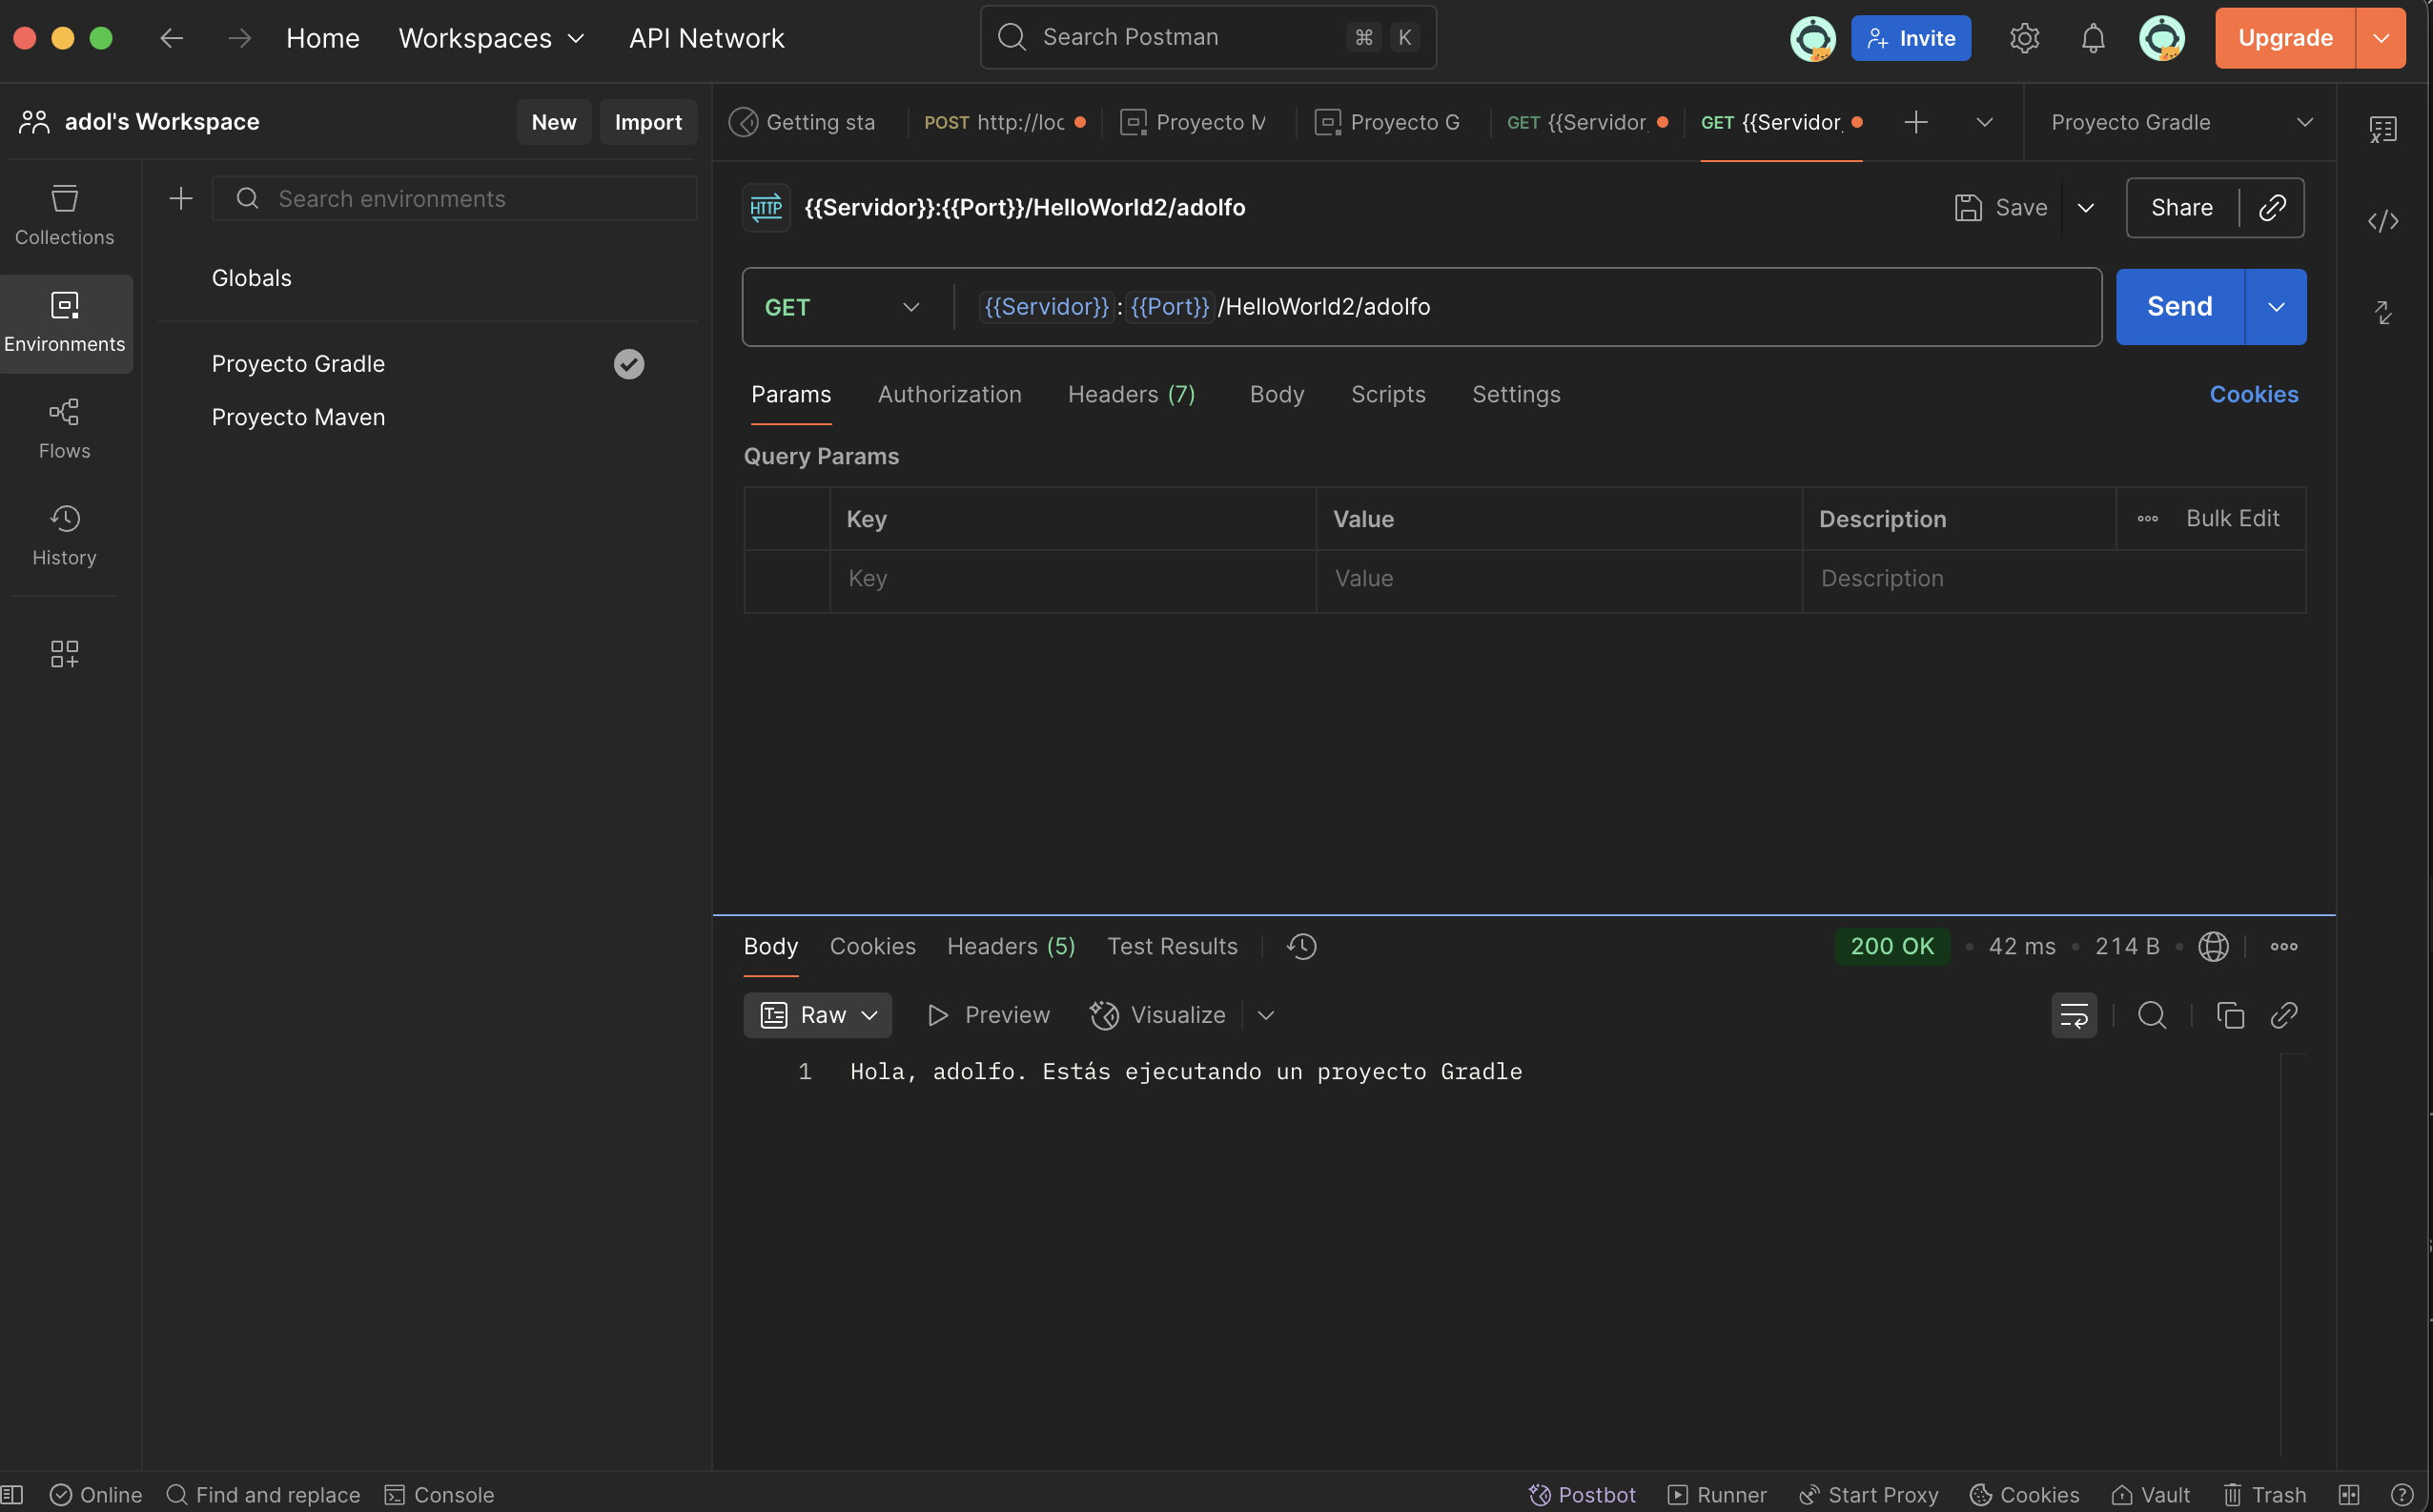 Home Workspaces API Network Search Postman ⌘ K Invite Upgrade
adol's Workspace New Import
Getting sta POST http://loc Proyecto M Proyecto G GET {{Servidor, GET {{Servidor, Proyecto Gradle
Search environments
Collections
Globals
Environments
Proyecto Gradle
Proyecto Maven
Flows
History
HTTP {{Servidor}}:{{Port}}/HelloWorld2/adolfo Save Share
GET {{Servidor}}:{{Port}}/HelloWorld2/adolfo Send
Params Authorization Headers (7) Body Scripts Settings Cookies
Query Params
Key Value Description Bulk Edit
Key Value Description
Body Cookies Headers (5) Test Results 200 OK • 42 ms • 214 B •
Raw Preview Visualize
1 Hola, adolfo. Estás ejecutando un proyecto Gradle
Online Find and replace Console Postbot Runner Start Proxy Cookies Vault Trash